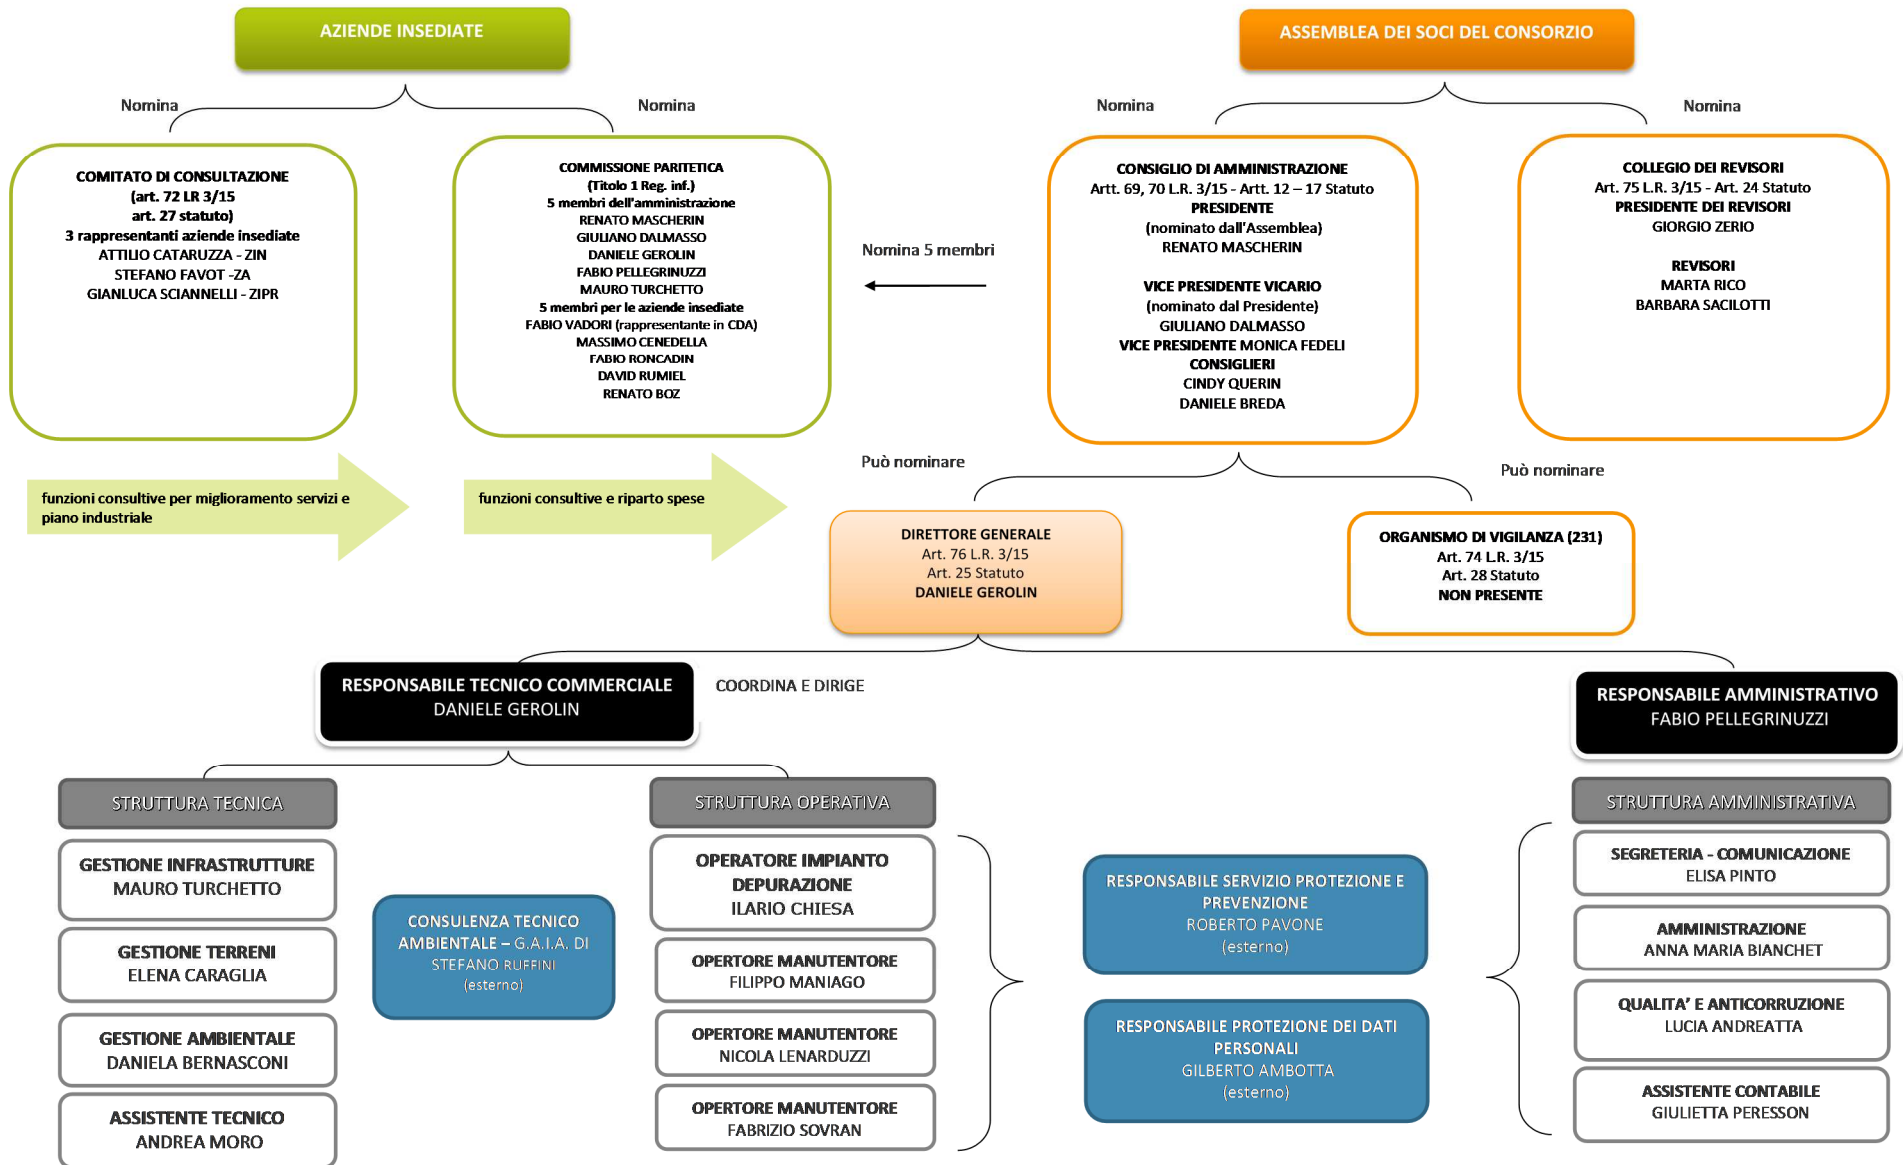 AZIENDE INSEDIATE
ASSEMBLEA DEI SOCI DEL CONSORZIO
Nomina
Nomina
Nomina
Nomina
COMITATO DI CONSULTAZIONE
(art. 72 LR 3/15
art. 27 statuto)
3 rappresentanti aziende insediate
ATTILIO CATARUZZA - ZIN
STEFANO FAVOT -ZA
GIANLUCA SCIANNELLI - ZIPR
COMMISSIONE PARITETICA
(Titolo 1 Reg. inf.)
5 membri dell'amministrazione
RENATO MASCHERIN
GIULIANO DALMASSO
DANIELE GEROLIN
FABIO PELLEGRINUZZI
MAURO TURCHETTO
5 membri per le aziende insediate
FABIO VADORI (rappresentante in CDA)
MASSIMO CENEDELLA
FABIO RONCADIN
DAVID RUMIEL
RENATO BOZ
Nomina 5 membri
CONSIGLIO DI AMMINISTRAZIONE
Artt. 69, 70 L.R. 3/15 - Artt. 12 – 17 Statuto
PRESIDENTE
(nominato dall'Assemblea)
RENATO MASCHERIN
VICE PRESIDENTE VICARIO
(nominato dal Presidente)
GIULIANO DALMASSO
VICE PRESIDENTE MONICA FEDELI
CONSIGLIERI
CINDY QUERIN
DANIELE BREDA
COLLEGIO DEI REVISORI
Art. 75 L.R. 3/15 - Art. 24 Statuto
PRESIDENTE DEI REVISORI
GIORGIO ZERIO
REVISORI
MARTA RICO
BARBARA SACILOTTI
funzioni consultive per miglioramento servizi e
piano industriale
funzioni consultive e riparto spese
Può nominare
Può nominare
DIRETTORE GENERALE
Art. 76 L.R. 3/15
Art. 25 Statuto
DANIELE GEROLIN
ORGANISMO DI VIGILANZA (231)
Art. 74 L.R. 3/15
Art. 28 Statuto
NON PRESENTE
RESPONSABILE TECNICO COMMERCIALE
DANIELE GEROLIN
COORDINA E DIRIGE
RESPONSABILE AMMINISTRATIVO
FABIO PELLEGRINUZZI
STRUTTURA TECNICA
GESTIONE INFRASTRUTTURE
MAURO TURCHETTO
GESTIONE TERRENI
ELENA CARAGLIA
GESTIONE AMBIENTALE
DANIELA BERNASCONI
ASSISTENTE TECNICO
ANDREA MORO
CONSULENZA TECNICO
AMBIENTALE – G.A.I.A. DI
STEFANO RUFFINI
(esterno)
STRUTTURA OPERATIVA
OPERATORE IMPIANTO
DEPURAZIONE
ILARIO CHIESA
OPERTORE MANUTENTORE
FILIPPO MANIAGO
OPERTORE MANUTENTORE
NICOLA LENARDUZZI
OPERTORE MANUTENTORE
FABRIZIO SOVRAN
RESPONSABILE SERVIZIO PROTEZIONE E
PREVENZIONE
ROBERTO PAVONE
(esterno)
RESPONSABILE PROTEZIONE DEI DATI
PERSONALI
GILBERTO AMBOTTA
(esterno)
STRUTTURA AMMINISTRATIVA
SEGRETERIA - COMUNICAZIONE
ELISA PINTO
AMMINISTRAZIONE
ANNA MARIA BIANCHET
QUALITA' E ANTICORRUZIONE
LUCIA ANDREATTA
ASSISTENTE CONTABILE
GIULIETTA PERESSON